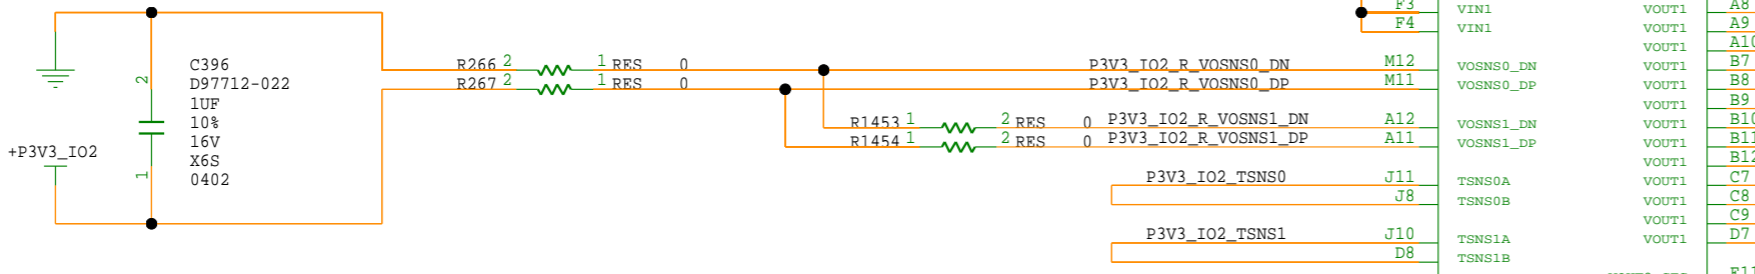 F3 VIN1 VOUT1 A8
F4 VIN1 VOUT1 A9
VOUT1 A10
C396 R266 2 1 RES 0 P3V3_IO2_R_VOSNS0_DN M12 VOSNS0_DN VOUT1 B7
2 D97712-022 R267 2 1 RES 0 P3V3_IO2_R_VOSNS0_DP M11 VOSNS0_DP VOUT1 B8
1UF VOUT1 B9
10% R1453 1 2 RES 0 P3V3_IO2_R_VOSNS1_DN A12 VOSNS1_DN VOUT1 B10
16V R1454 1 2 RES 0 P3V3_IO2_R_VOSNS1_DP A11 VOSNS1_DP VOUT1 B11
+P3V3_IO2 X6S VOUT1 B12
1 0402 P3V3_IO2_TSNS0 J11 TSNS0A VOUT1 C7
J8 TSNS0B VOUT1 C8
VOUT1 C9
P3V3_IO2_TSNS1 J10 TSNS1A VOUT1 D7
D8 TSNS1B